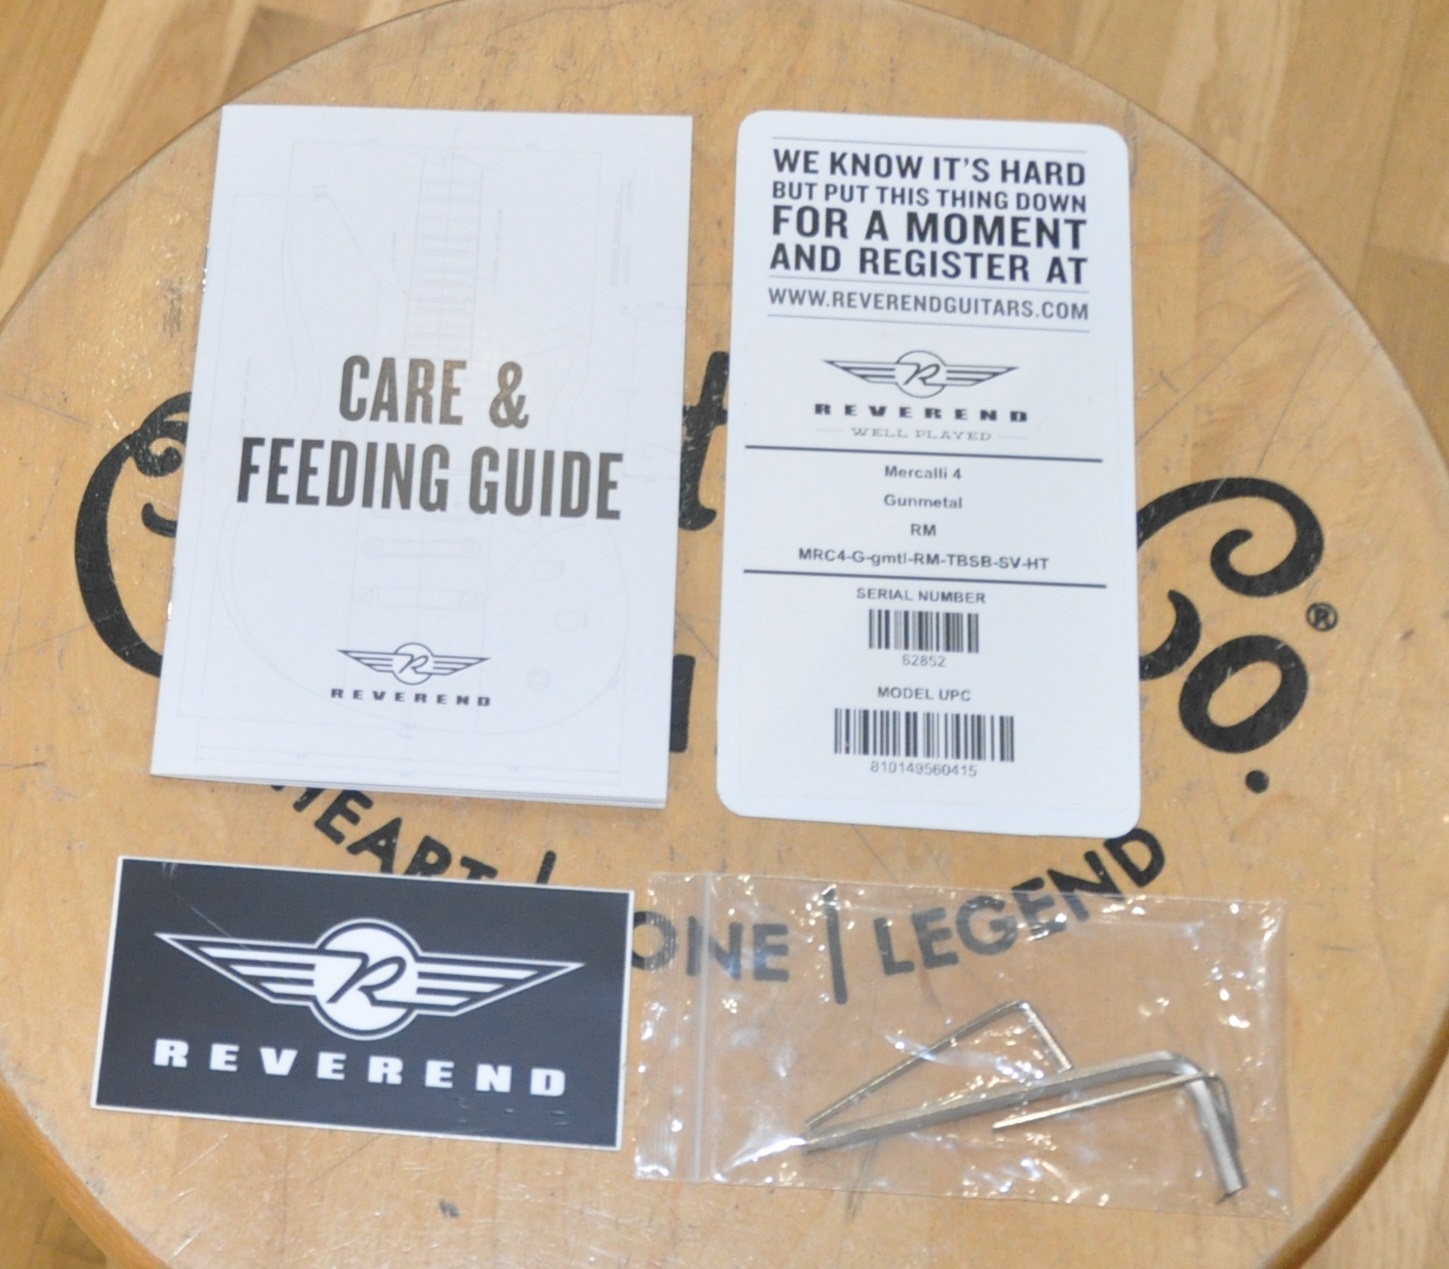 CARE &
FEEDING GUIDE
R
REVEREND
WE KNOW IT'S HARD
BUT PUT THIS THING DOWN
FOR A MOMENT
AND REGISTER AT
WWW.REVERENDGUITARS.COM
R
REVEREND
WELL PLAYED
Mercalli 4
Gunmetal
RM
MRC4-G-gmtl-RM-TBSB-SV-HT
SERIAL NUMBER
62852
MODEL UPC
810149560415
Co.®
HEART | ONE | LEGEND
R
REVEREND